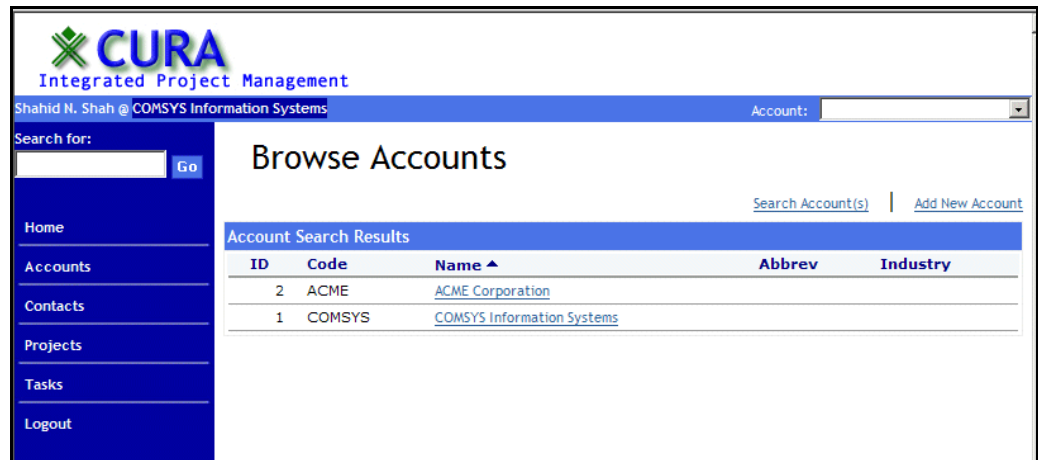 CURA
Integrated Project Management
Shahid N. Shah @ COMSYS Information Systems Account:
Search for:
Go
Browse Accounts
Search Account(s) | Add New Account
Home
Accounts
Contacts
Projects
Tasks
Logout
Account Search Results
ID Code Name Abbrev Industry
2 ACME ACME Corporation
1 COMSYS COMSYS Information Systems